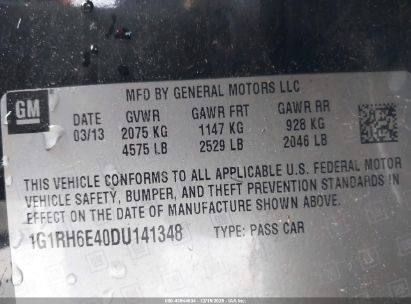 MFD BY GENERAL MOTORS LLC
GM
DATE GVWR GAWR FRT GAWR RR
03/13 2075 KG 1147 KG 928 KG
4575 LB 2529 LB 2046 LB
THIS VEHICLE CONFORMS TO ALL APPLICABLE U.S. FEDERAL MOTOR
VEHICLE SAFETY, BUMPER, AND THEFT PREVENTION STANDARDS IN
EFFECT ON THE DATE OF MANUFACTURE SHOWN ABOVE.
1G1RH6E40DU141348 TYPE: PASS CAR